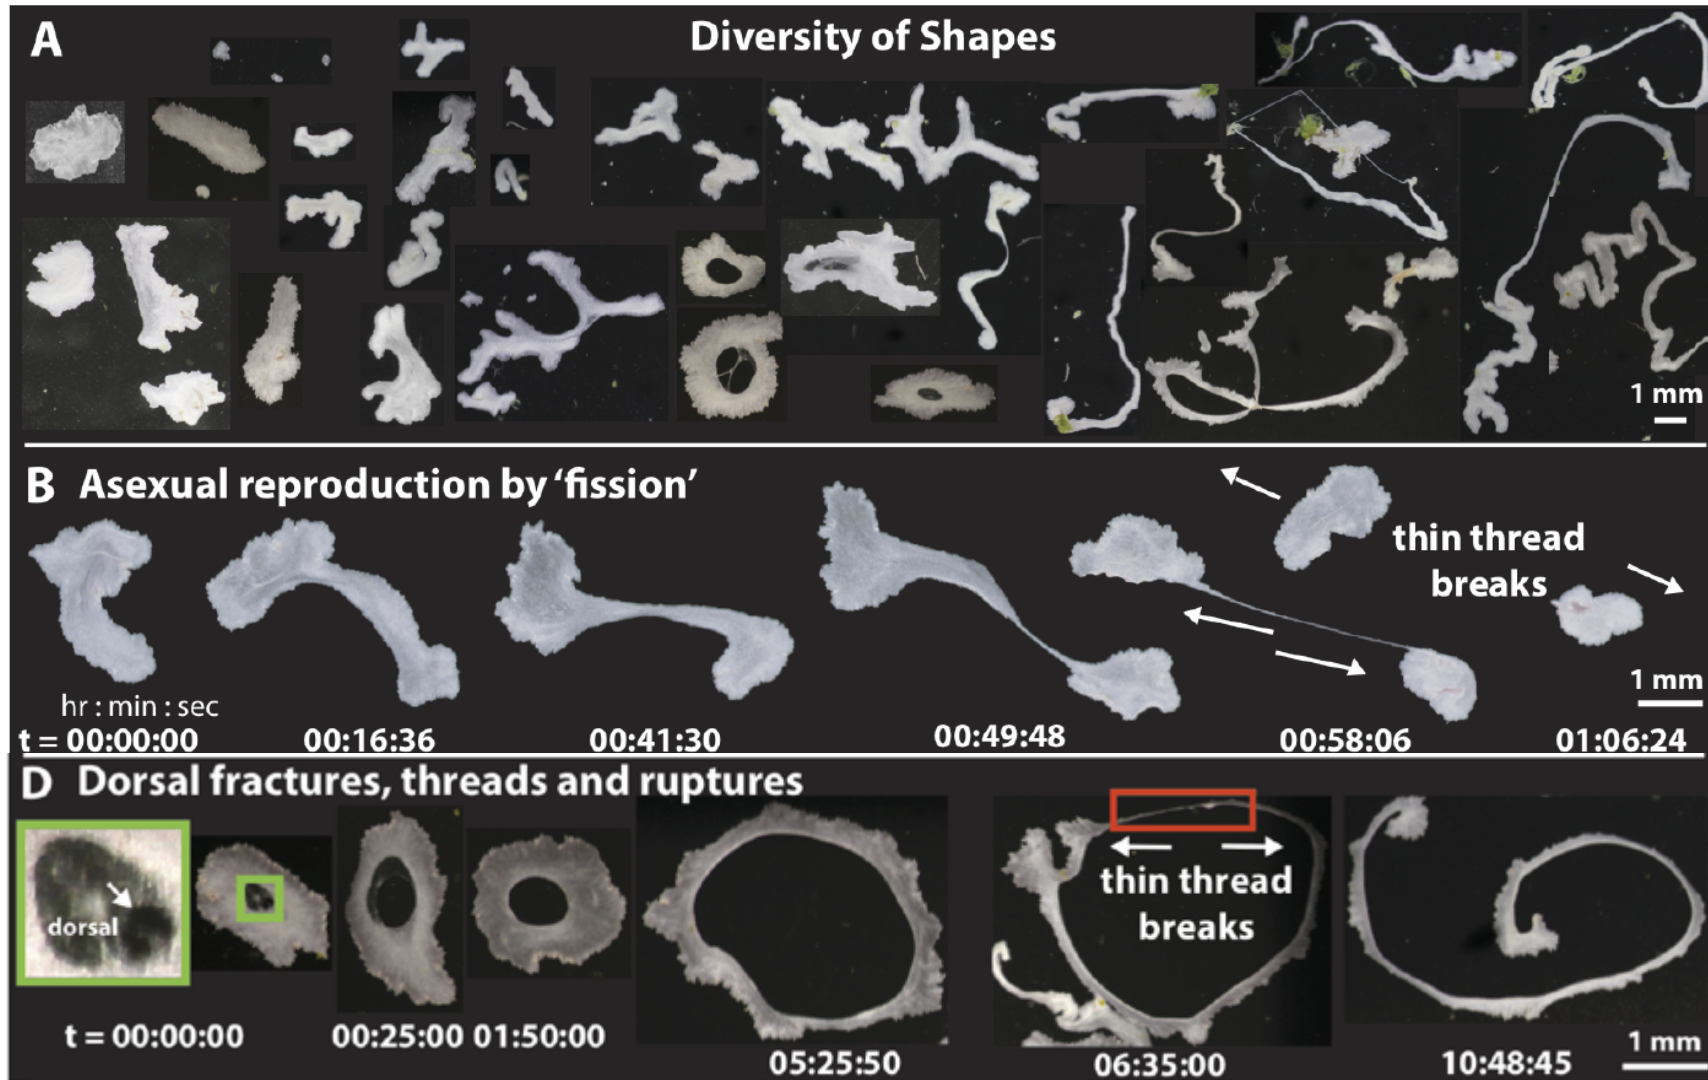 A
Diversity of Shapes
1 mm
B Asexual reproduction by ‘fission’
thin thread
breaks
1 mm
hr : min : sec
t = 00:00:00 00:16:36 00:41:30 00:49:48 00:58:06 01:06:24
D Dorsal fractures, threads and ruptures
dorsal
thin thread
breaks
t = 00:00:00 00:25:00 01:50:00 05:25:50 06:35:00 10:48:45
1 mm